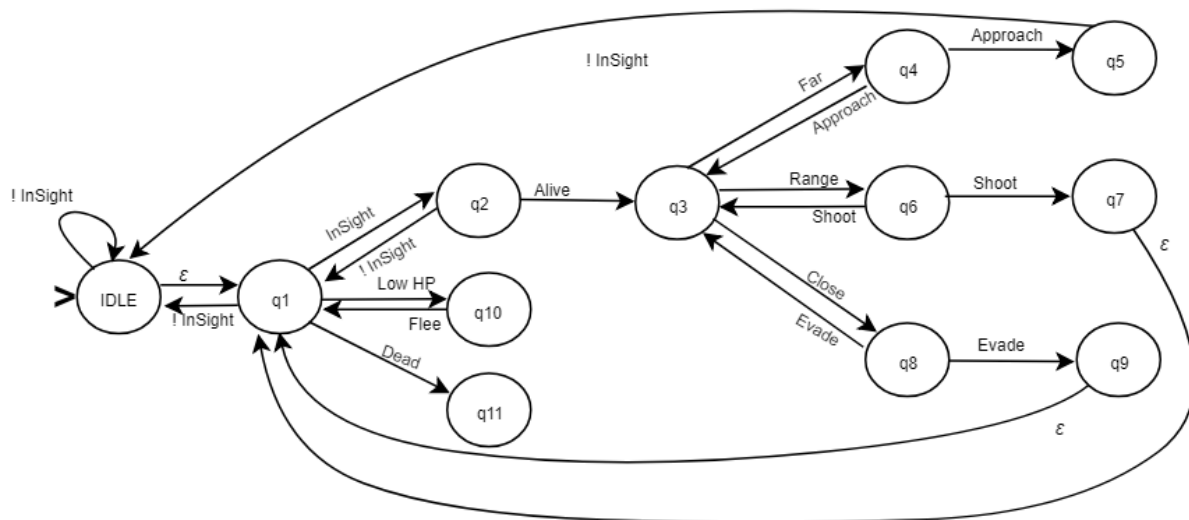 Approach
q4
q5
! InSight
Far
Approach
! InSight
q2
Alive
q3
Range
Shoot
q6
Shoot
q7
InSight
! InSight
ε
ε
IDLE
q1
! InSight
Low HP
Flee
q10
Close
Evade
Evade
q8
q9
Dead
q11
ε